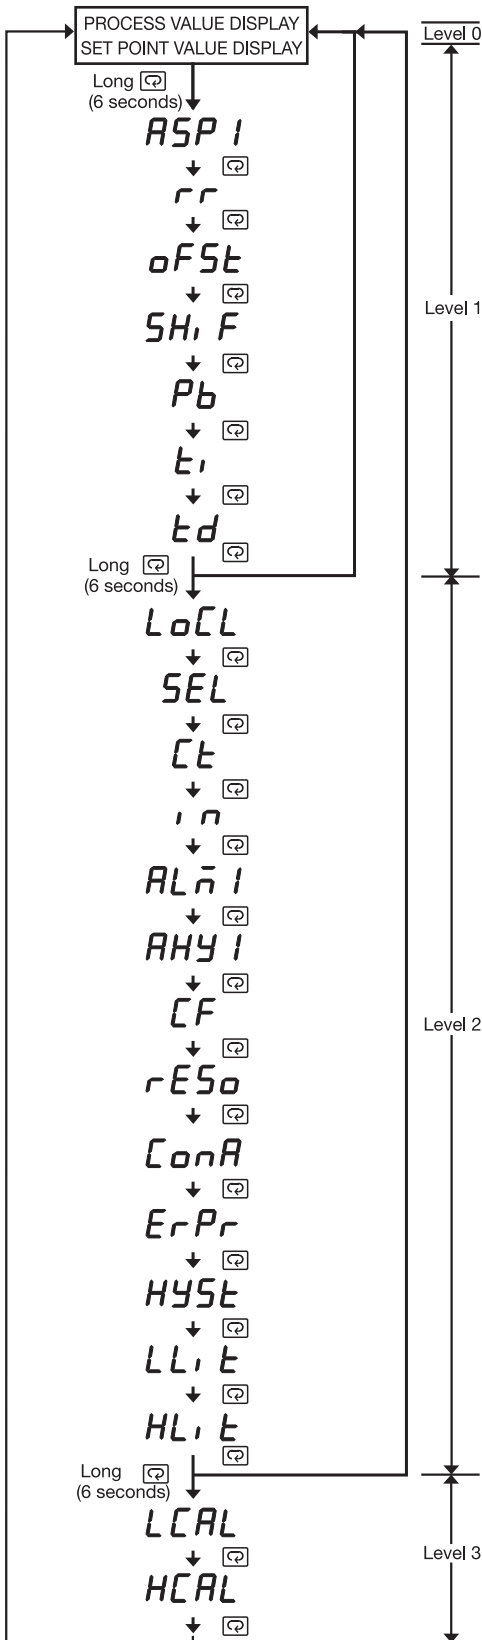 PROCESS VALUE DISPLAY
SET POINT VALUE DISPLAY
Level 0
Long
(6 seconds)
ASP1
rr
oFSt
SHiF
Level 1
Pb
ti
td
Long
(6 seconds)
LoCL
SEL
Ct
in
ALm̄1
AHY1
CF
Level 2
rESo
ConA
ErPr
HYSt
LLit
HLit
Long
(6 seconds)
LCAL
Level 3
HCAL